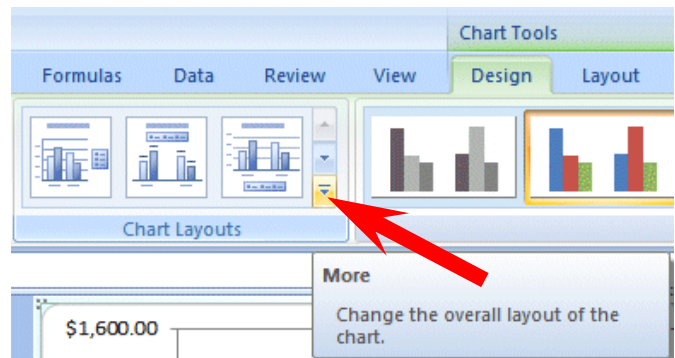 Chart Tools
Formulas Data Review View Design Layout
Chart Layouts
More
Change the overall layout of the
chart.
$1,600.00